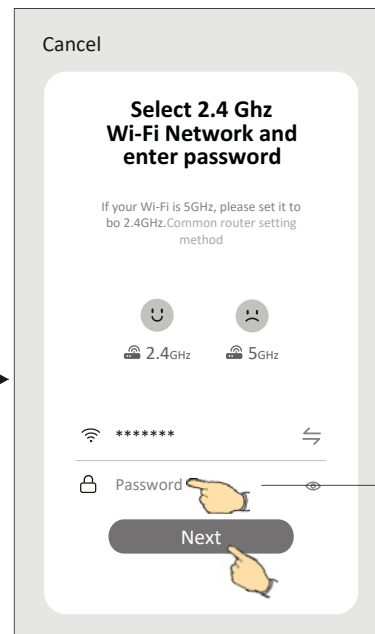 Cancel
Select 2.4 Ghz
Wi-Fi Network and
enter password
If your Wi-Fi is 5GHz, please set it to
bo 2.4GHz.Common router setting
method
2.4GHz 5GHz
*******
Password
Next